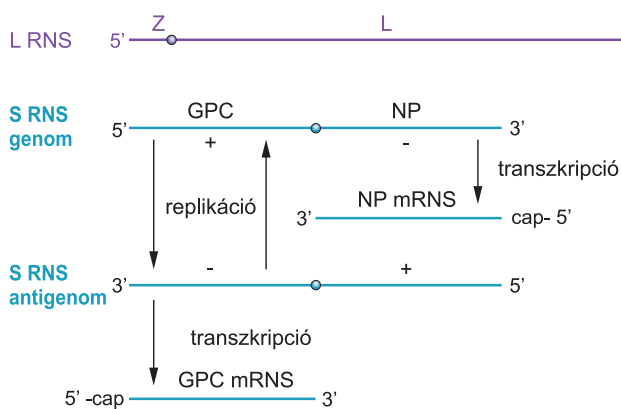 Z L
L RNS 5’
S RNS
genom
GPC NP
5’ 3’
+ -
transzkripció
replikáció
NP mRNS
3’ cap- 5’
S RNS
antigenom
- +
3’ 5’
transzkripció
GPC mRNS
5’ -cap 3’